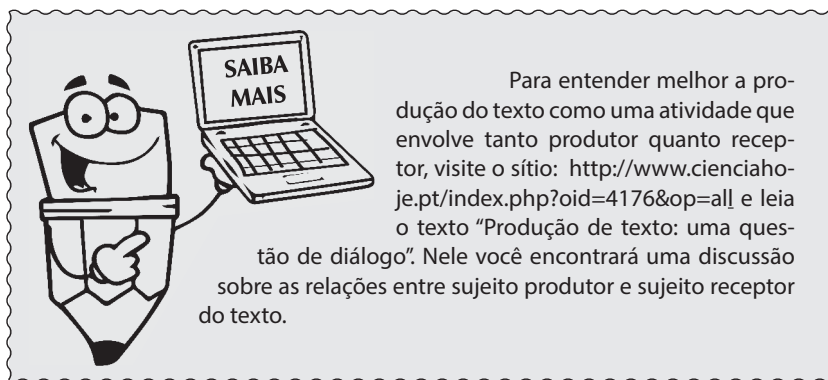 SAIBA
MAIS
Para entender melhor a pro-
dução do texto como uma atividade que
envolve tanto produtor quanto recep-
tor, visite o sítio: http://www.cienciaho-
je.pt/index.php?oid=4176&op=all e leia
o texto “Produção de texto: uma ques-
tão de diálogo”. Nele você encontrará uma discussão
sobre as relações entre sujeito produtor e sujeito receptor
do texto.